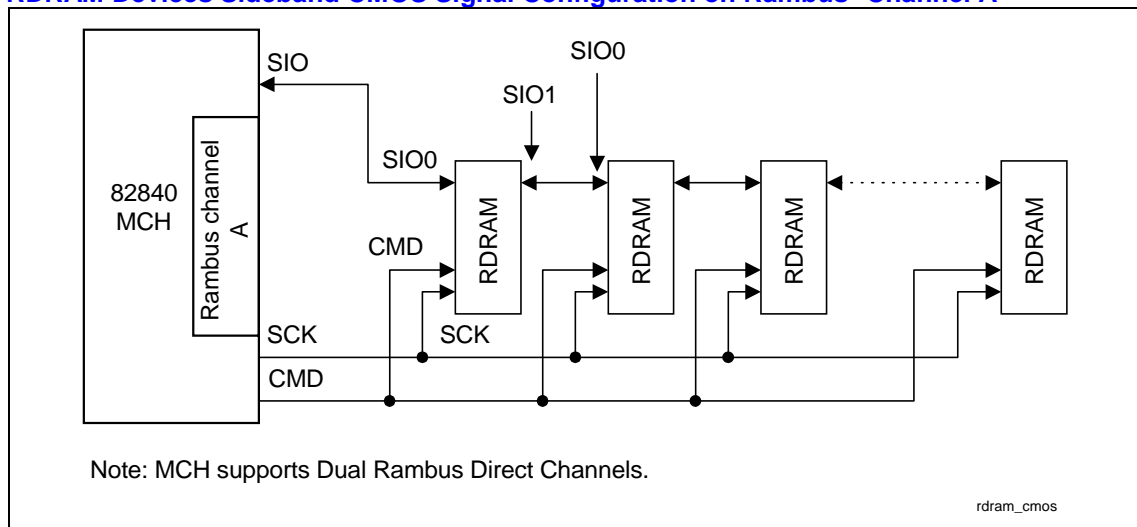 RDRAM Devices Sideband CMOS Signal Configuration on Rambus* Channel A
SIO
SIO0
SIO1
SIO0
82840
MCH
Rambus channel
A
RDRAM
RDRAM
RDRAM
RDRAM
CMD
SCK
SCK
CMD
Note: MCH supports Dual Rambus Direct Channels.
rdram_cmos